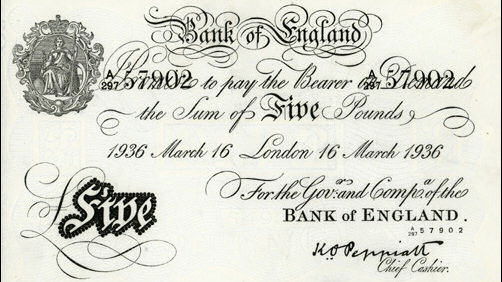 Bank of England
A/297 57902 A/297 57902
to pay the Bearer on Demand
the Sum of Five Pounds
1936 March 16 London 16 March 1936
For the Govr. and Compa. of the
BANK of ENGLAND.
A/297 57902
Five
K.O. Peppiatt
Chief Cashier.